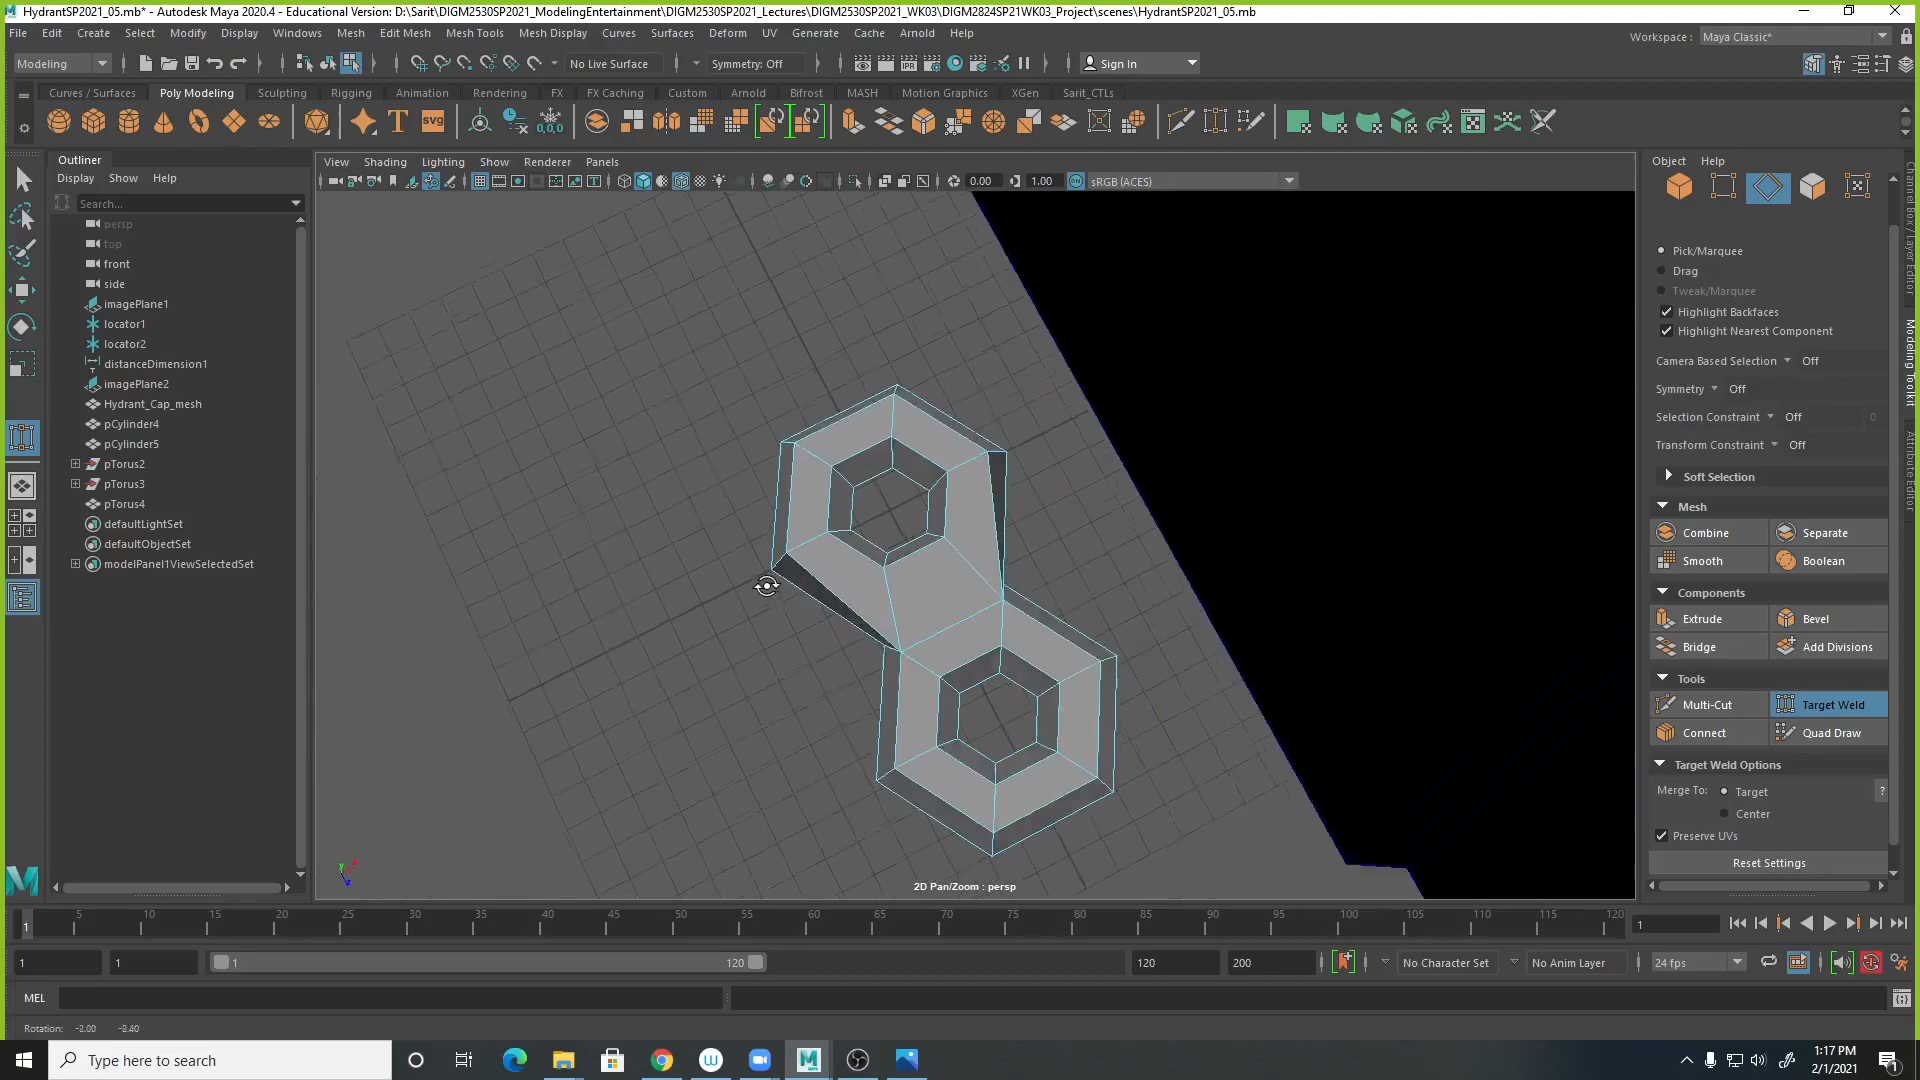 HydrantSP2021_05.mb* - Autodesk Maya 2020.4 - Educational Version: D:\Sarit\DIGM2530SP2021_ModelingEntertainment\DIGM2530SP2021_Lectures\DIGM2530SP2021_WK03\DIGM2824SP21WK03_Project\scenes\HydrantSP2021_05.mb
File Edit Create Select Modify Display Windows Mesh Edit Mesh Mesh Tools Mesh Display Curves Surfaces Deform UV Generate Cache Arnold Help
Workspace : Maya Classic*
Modeling No Live Surface Symmetry: Off Sign In
Curves / Surfaces Poly Modeling Sculpting Rigging Animation Rendering FX FX Caching Custom Arnold Bifrost MASH Motion Graphics XGen Sarit_CTLs
Outliner
Display Show Help
Search...
persp
top
front
side
imagePlane1
locator1
locator2
distanceDimension1
imagePlane2
Hydrant_Cap_mesh
pCylinder4
pCylinder5
pTorus2
pTorus3
pTorus4
defaultLightSet
defaultObjectSet
modelPanel1ViewSelectedSet
View Shading Lighting Show Renderer Panels
0.00 1.00 sRGB (ACES)
2D Pan/Zoom : persp
Object Help
Pick/Marquee
Drag
Tweak/Marquee
Highlight Backfaces
Highlight Nearest Component
Camera Based Selection Off
Symmetry Off
Selection Constraint Off 0
Transform Constraint Off
Soft Selection
Mesh
Combine Separate
Smooth Boolean
Components
Extrude Bevel
Bridge Add Divisions
Tools
Multi-Cut Target Weld
Connect Quad Draw
Target Weld Options
Merge To: Target ?
Center
Preserve UVs
Reset Settings
Channel Box / Layer Editor
Modeling Toolkit
Attribute Editor
1 5 10 15 20 25 30 35 40 45 50 55 60 65 70 75 80 85 90 95 100 105 110 115 120 1
1 1 1 120 120 200 No Character Set No Anim Layer 24 fps
MEL
Rotation: -2.00 -2.40
Type here to search
1:17 PM
2/1/2021
1